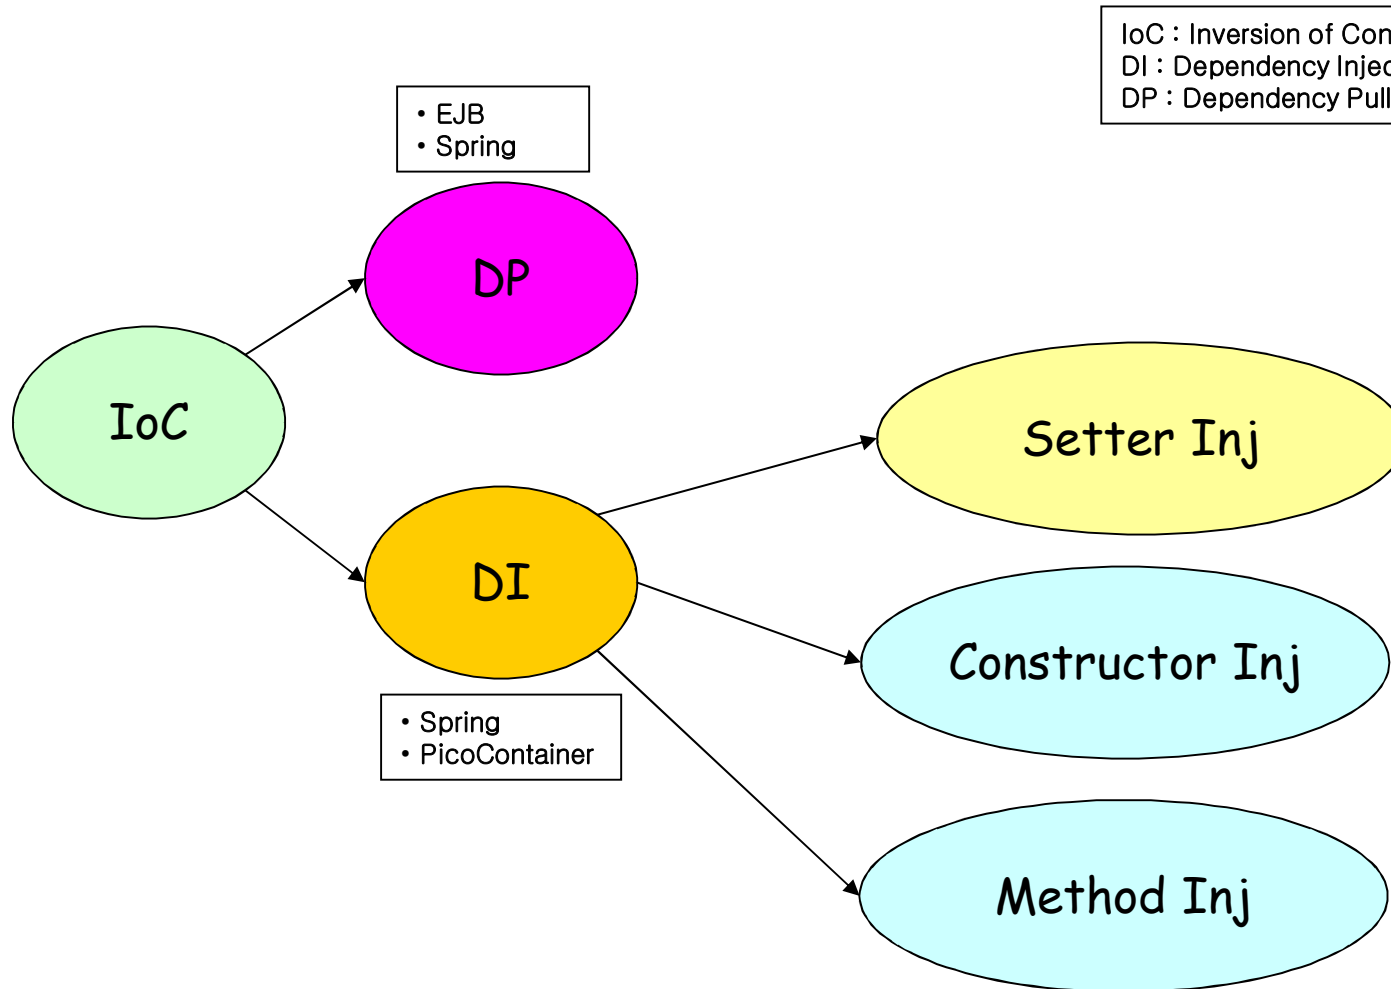 IoC : Inversion of Con
DI : Dependency Injec
DP : Dependency Pull
• EJB
• Spring
DP
IoC
Setter Inj
DI
Constructor Inj
• Spring
• PicoContainer
Method Inj